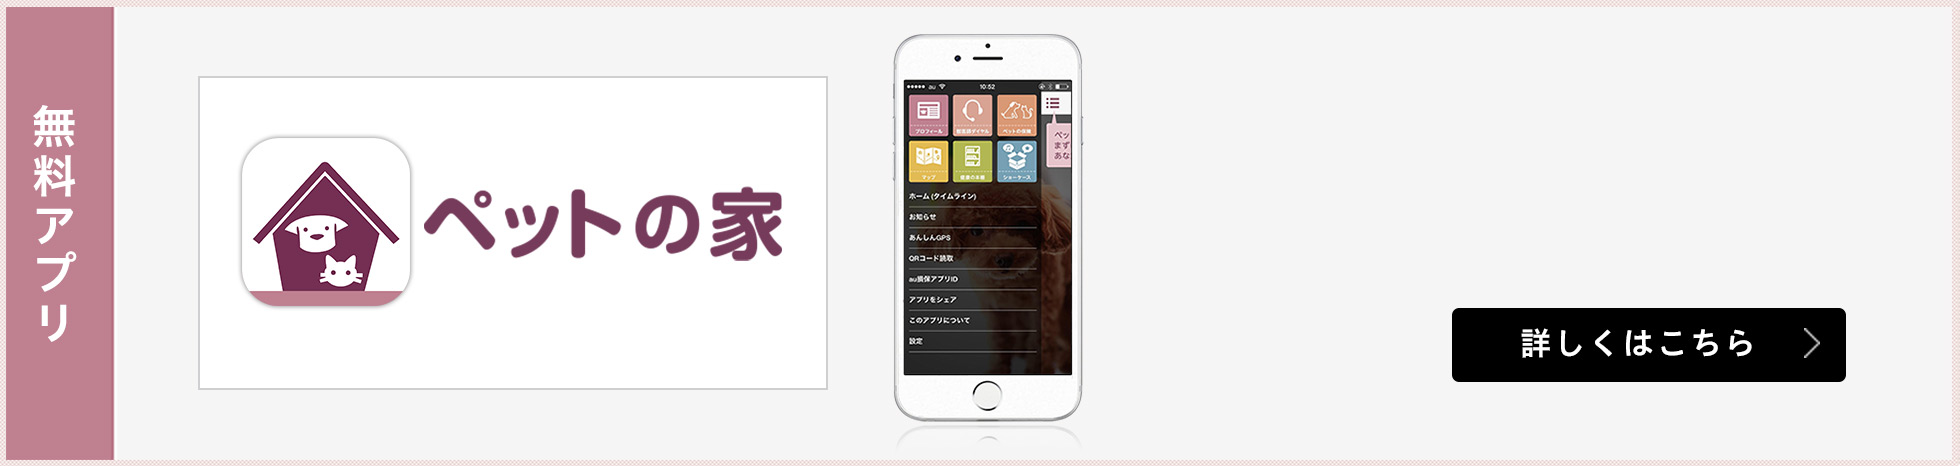 無料アプリ
ペットの家
au
10:52
プロフィール
獣医師ダイヤル
ペットの保険
マップ
健康の本棚
ショーケース
ペッ
まず
あな
ホーム (タイムライン)
お知らせ
あんしんGPS
QRコード読取
au損保アプリID
アプリをシェア
このアプリについて
設定
詳しくはこちら